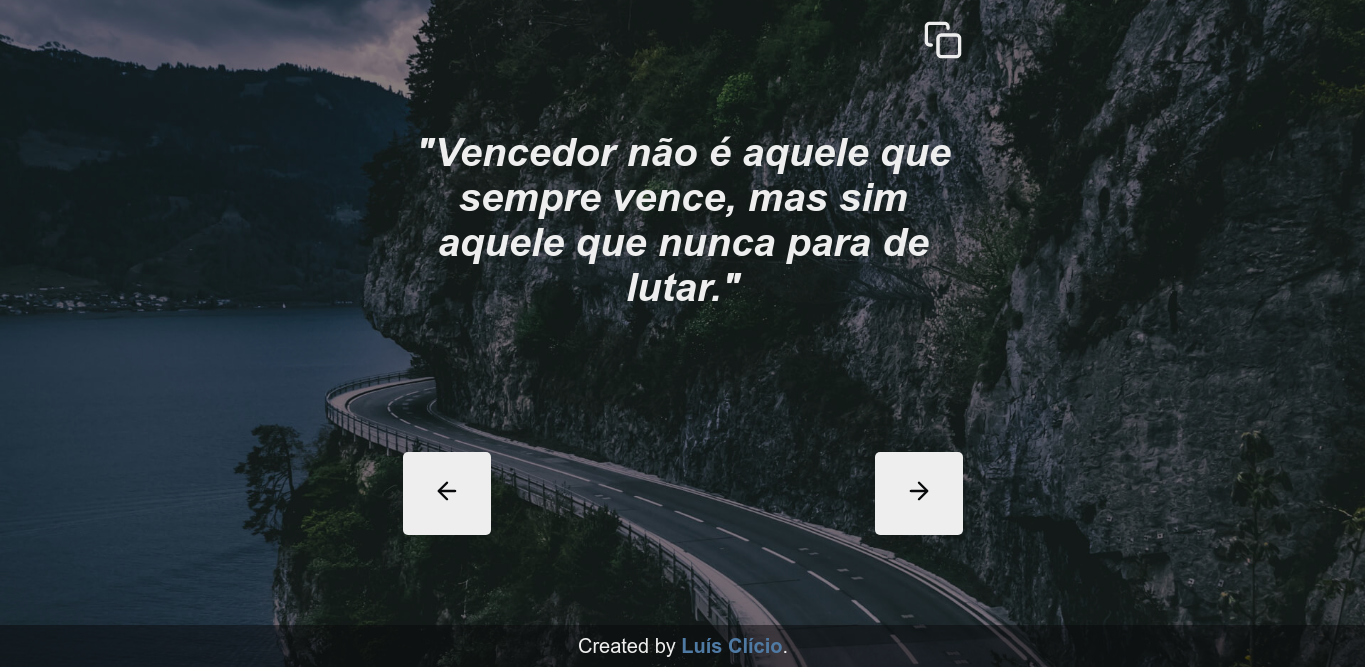 "Vencedor não é aquele que
sempre vence, mas sim
aquele que nunca para de
lutar."
Created by Luís Clício.